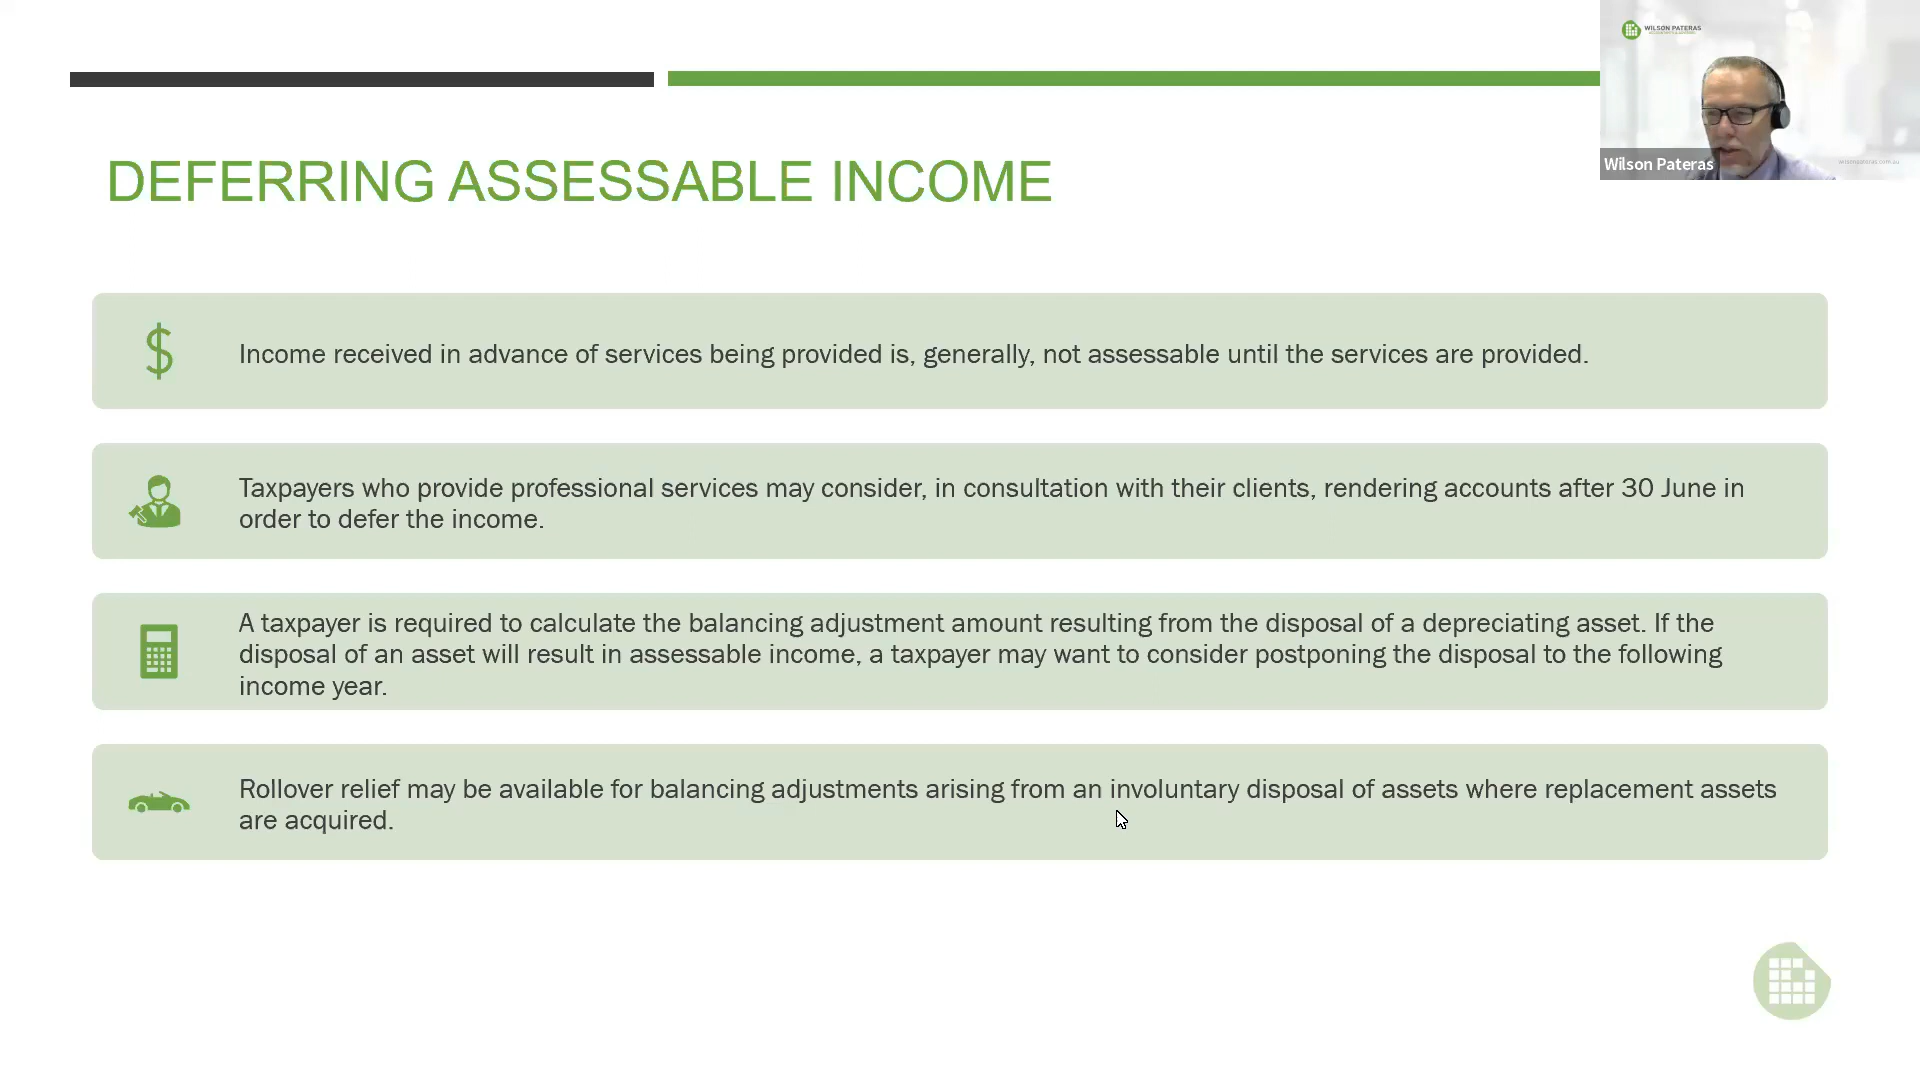 WILSON PATERAS
Wilson Pateras
DEFERRING ASSESSABLE INCOME
Income received in advance of services being provided is, generally, not assessable until the services are provided.
Taxpayers who provide professional services may consider, in consultation with their clients, rendering accounts after 30 June in
order to defer the income.
A taxpayer is required to calculate the balancing adjustment amount resulting from the disposal of a depreciating asset. If the
disposal of an asset will result in assessable income, a taxpayer may want to consider postponing the disposal to the following
income year.
Rollover relief may be available for balancing adjustments arising from an involuntary disposal of assets where replacement assets
are acquired.